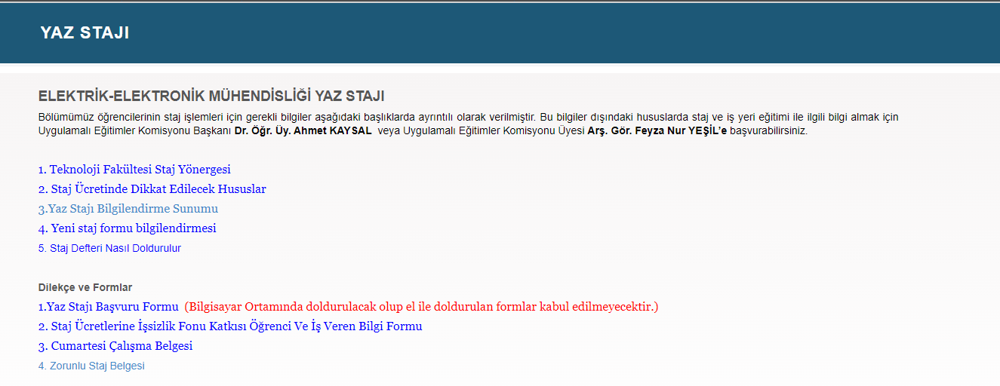 YAZ STAJI
ELEKTRİK-ELEKTRONİK MÜHENDİSLİĞİ YAZ STAJI
Bölümümüz öğrencilerinin staj işlemleri için gerekli bilgiler aşağıdaki başlıklarda ayrıntılı olarak verilmiştir. Bu bilgiler dışındaki hususlarda staj ve iş yeri eğitimi ile ilgili bilgi almak için
Uygulamalı Eğitimler Komisyonu Başkanı Dr. Öğr. Üy. Ahmet KAYSAL veya Uygulamalı Eğitimler Komisyonu Üyesi Arş. Gör. Feyza Nur YEŞİL'e başvurabilirsiniz.
1. Teknoloji Fakültesi Staj Yönergesi
2. Staj Ücretinde Dikkat Edilecek Hususlar
3.Yaz Stajı Bilgilendirme Sunumu
4. Yeni staj formu bilgilendirmesi
5. Staj Defteri Nasıl Doldurulur
Dilekçe ve Formlar
1.Yaz Stajı Başvuru Formu (Bilgisayar Ortamında doldurulacak olup el ile doldurulan formlar kabul edilmeyecektir.)
2. Staj Ücretlerine İşsizlik Fonu Katkısı Öğrenci Ve İş Veren Bilgi Formu
3. Cumartesi Çalışma Belgesi
4. Zorunlu Staj Belgesi